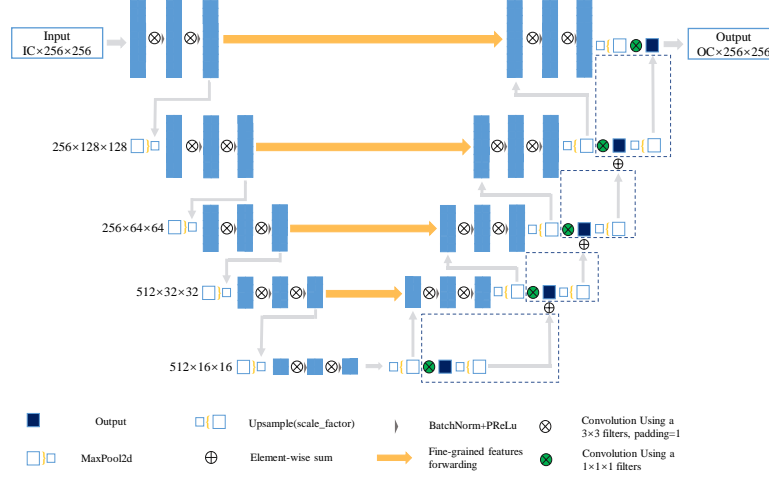 Input
IC×256×256
Output
OC×256×256
256×128×128
256×64×64
512×32×32
512×16×16
Output
Upsample(scale_factor)
BatchNorm+PReLu
Convolution Using a
3×3 filters, padding=1
MaxPool2d
Element-wise sum
Fine-grained features
forwarding
Convolution Using a
1×1×1 filters